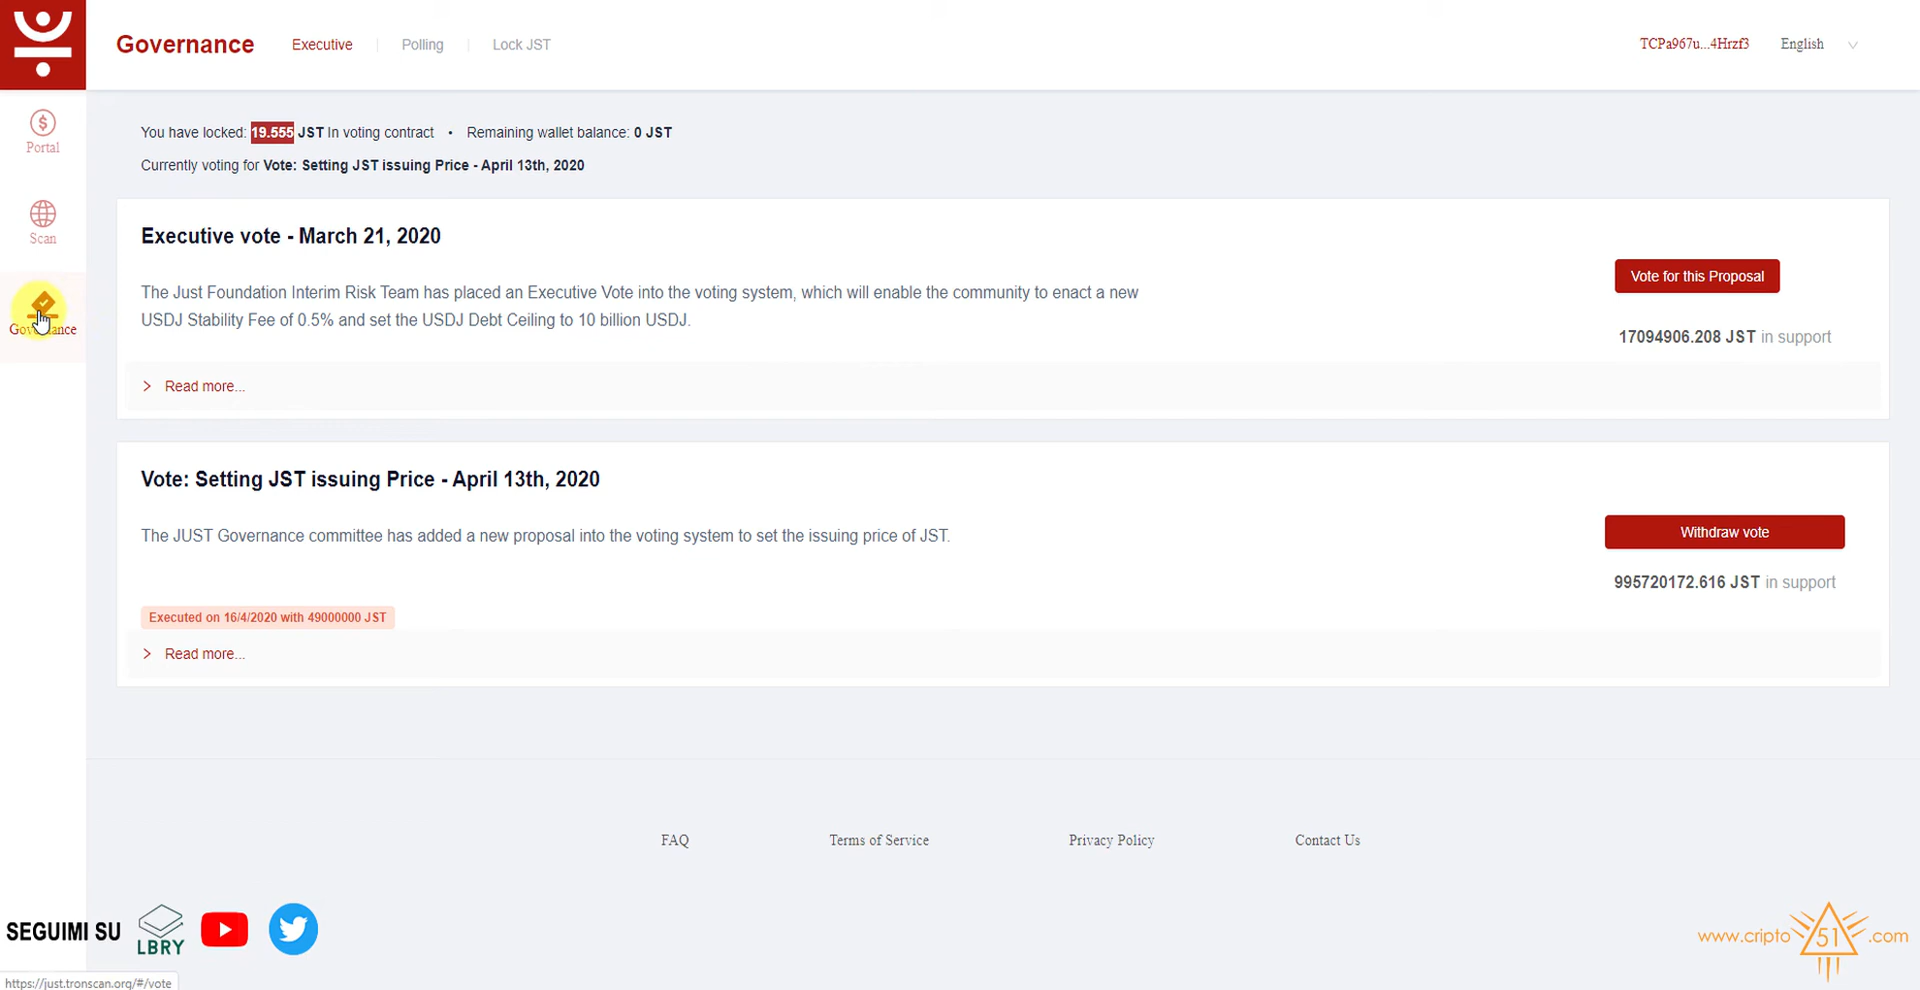 Governance
Executive
Polling
Lock JST
TCPa967u...4Hrzf3
English
Portal
Scan
Governance
You have locked: 19.555 JST In voting contract • Remaining wallet balance: 0 JST
Currently voting for Vote: Setting JST issuing Price - April 13th, 2020
Executive vote - March 21, 2020
The Just Foundation Interim Risk Team has placed an Executive Vote into the voting system, which will enable the community to enact a new
USDJ Stability Fee of 0.5% and set the USDJ Debt Ceiling to 10 billion USDJ.
Vote for this Proposal
17094906.208 JST in support
Read more...
Vote: Setting JST issuing Price - April 13th, 2020
The JUST Governance committee has added a new proposal into the voting system to set the issuing price of JST.
Withdraw vote
995720172.616 JST in support
Executed on 16/4/2020 with 49000000 JST
Read more...
FAQ
Terms of Service
Privacy Policy
Contact Us
SEGUIMI SU
LBRY
www.cripto51.com
https://just.tronscan.org/#/vote